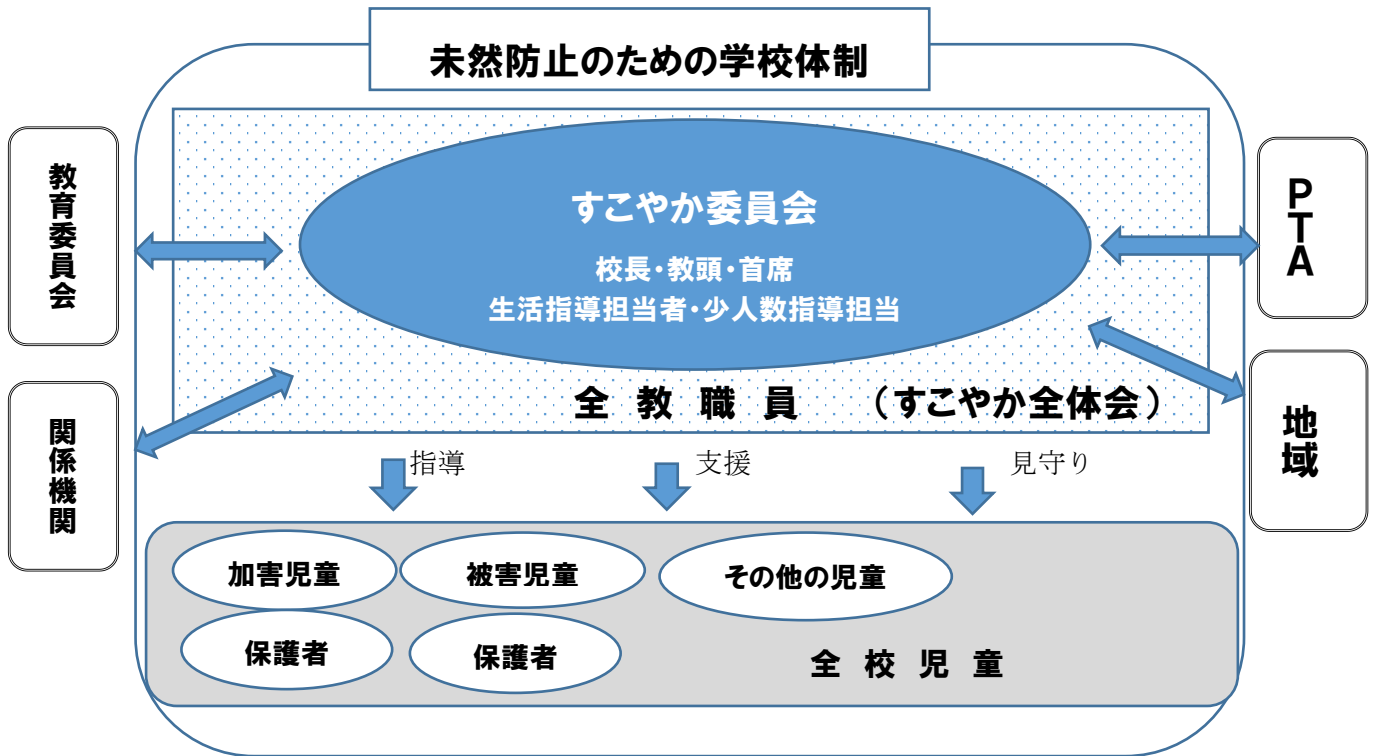 未然防止のための学校体制
教育委員会
関係機関
すこやか委員会
校長・教頭・首席
生活指導担当者・少人数指導担当
全教職員 （すこやか全体会）
PTA
地域
指導
支援
見守り
加害児童
被害児童
その他の児童
保護者
保護者
全校児童